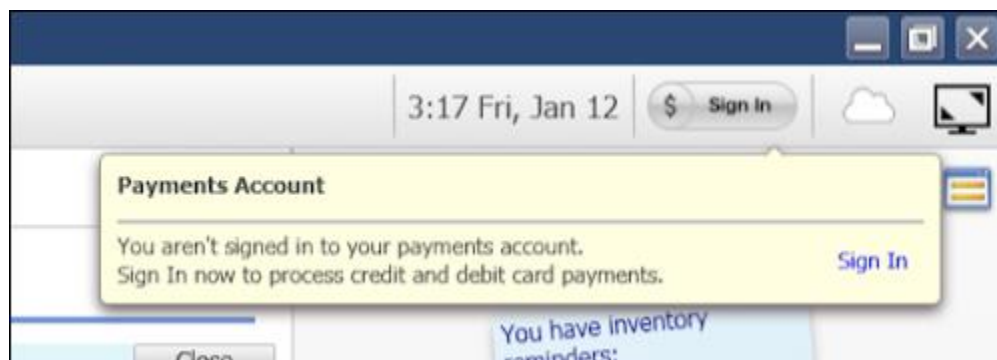 3:17 Fri, Jan 12
$ Sign In
Payments Account
You aren't signed in to your payments account.
Sign In now to process credit and debit card payments.
Sign In
You have inventory
reminders:
Close